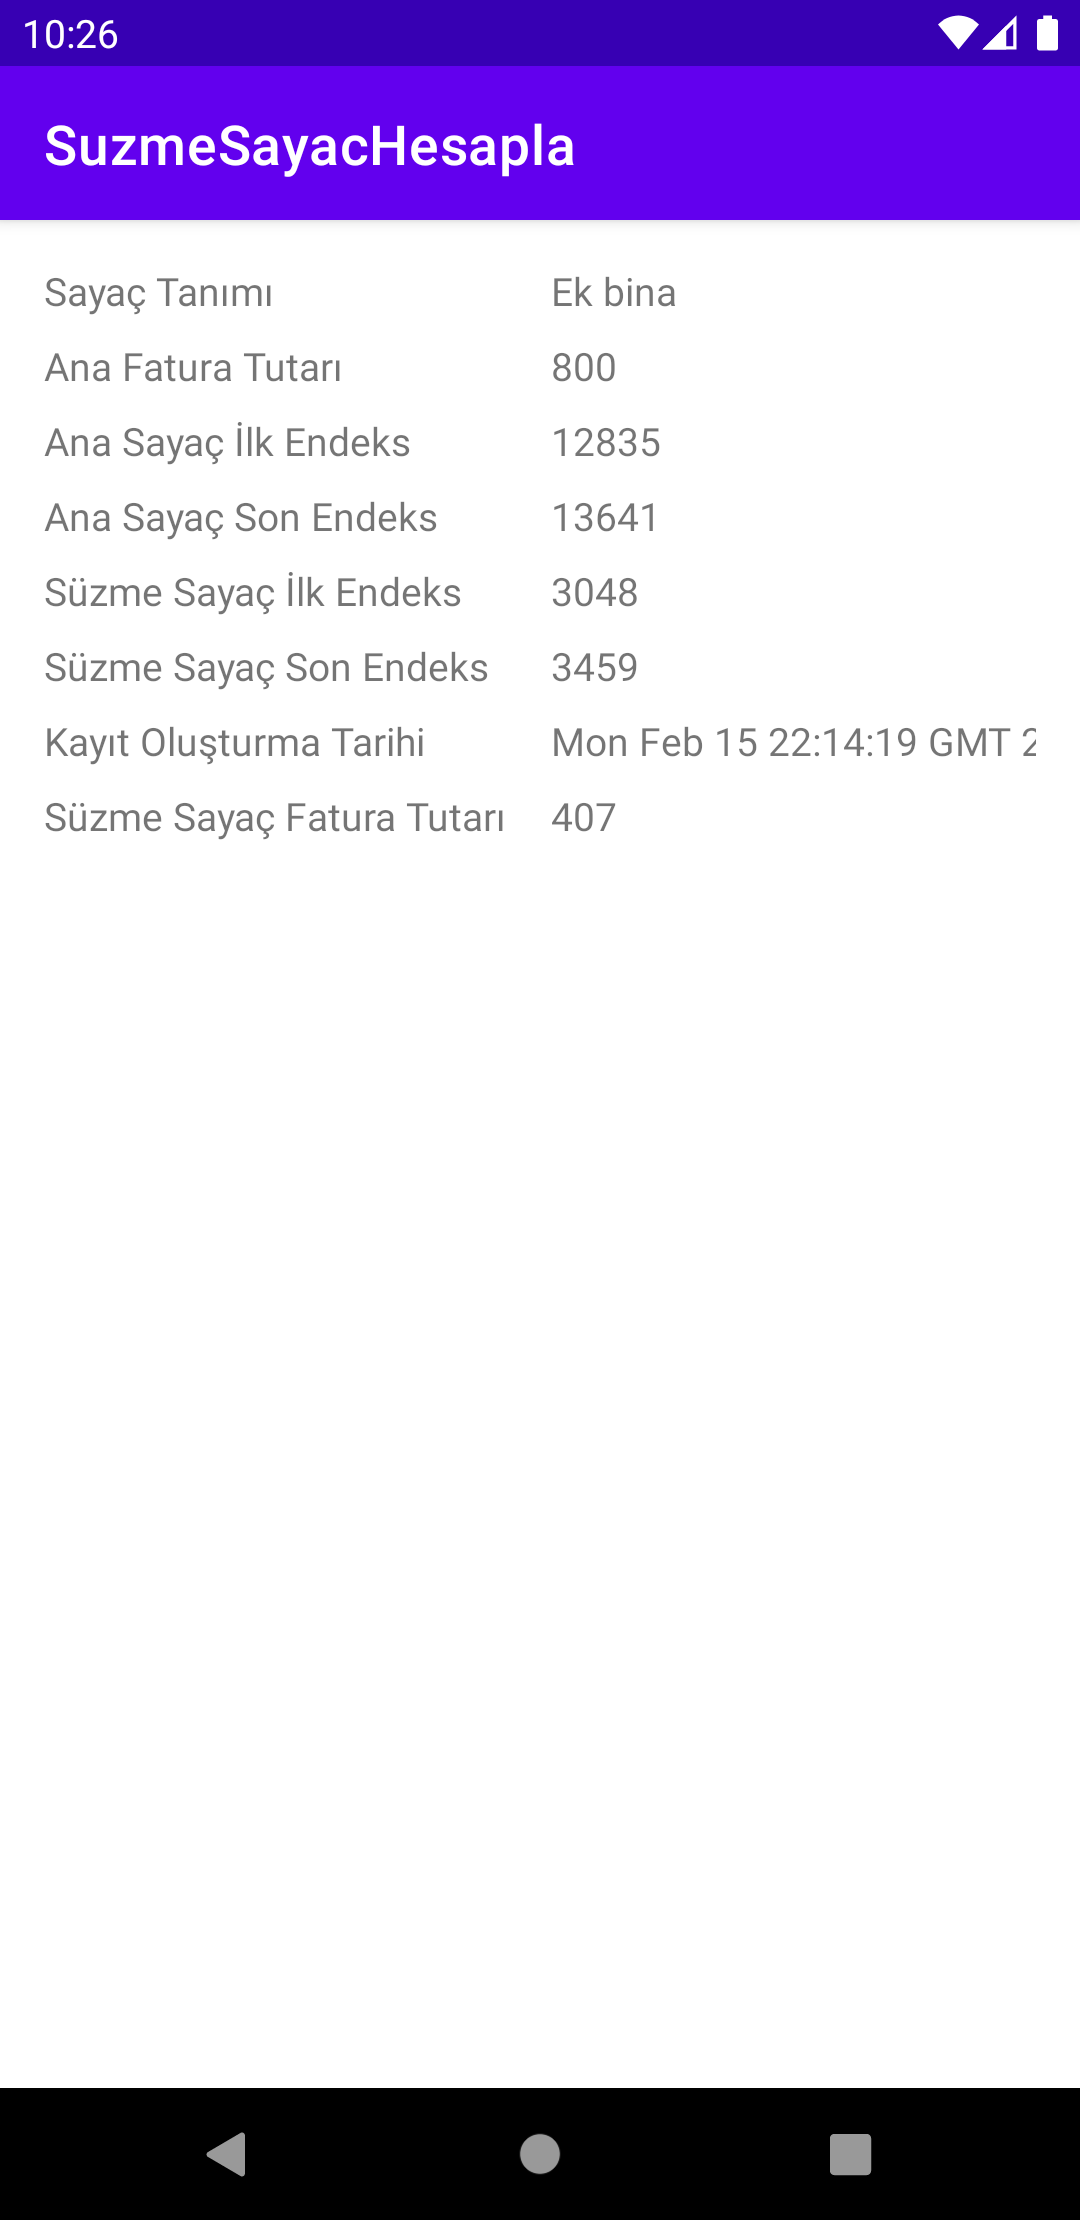 10:26
SuzmeSayacHesapla
Sayaç Tanımı Ek bina
Ana Fatura Tutarı 800
Ana Sayaç İlk Endeks 12835
Ana Sayaç Son Endeks 13641
Süzme Sayaç İlk Endeks 3048
Süzme Sayaç Son Endeks 3459
Kayıt Oluşturma Tarihi Mon Feb 15 22:14:19 GMT 2
Süzme Sayaç Fatura Tutarı 407